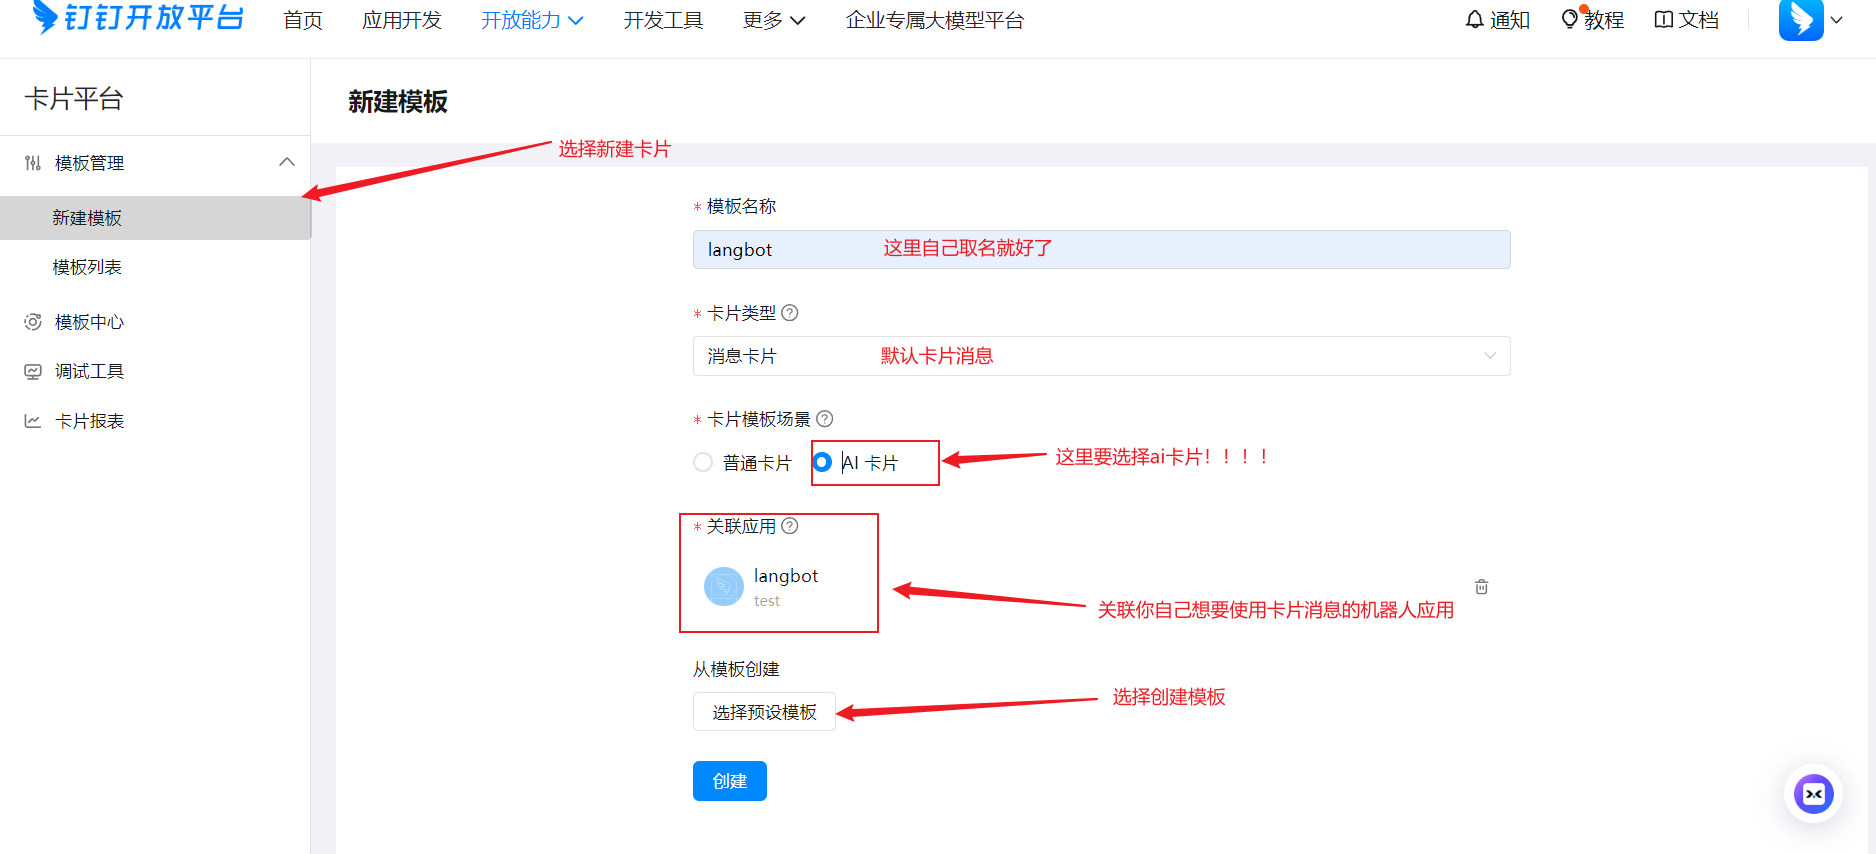 钉钉开放平台 首页 应用开发 开放能力 开发工具 更多 企业专属大模型平台 通知 教程 文档
卡片平台
新建模板
选择新建卡片
模板管理
新建模板
模板列表
模板中心
调试工具
卡片报表
* 模板名称
langbot 这里自己取名就好了
* 卡片类型
消息卡片 默认卡片消息
* 卡片模板场景
普通卡片 AI 卡片 这里要选择ai卡片！！！！
* 关联应用
langbot
test
关联你自己想要使用卡片消息的机器人应用
从模板创建
选择预设模板 选择创建模板
创建